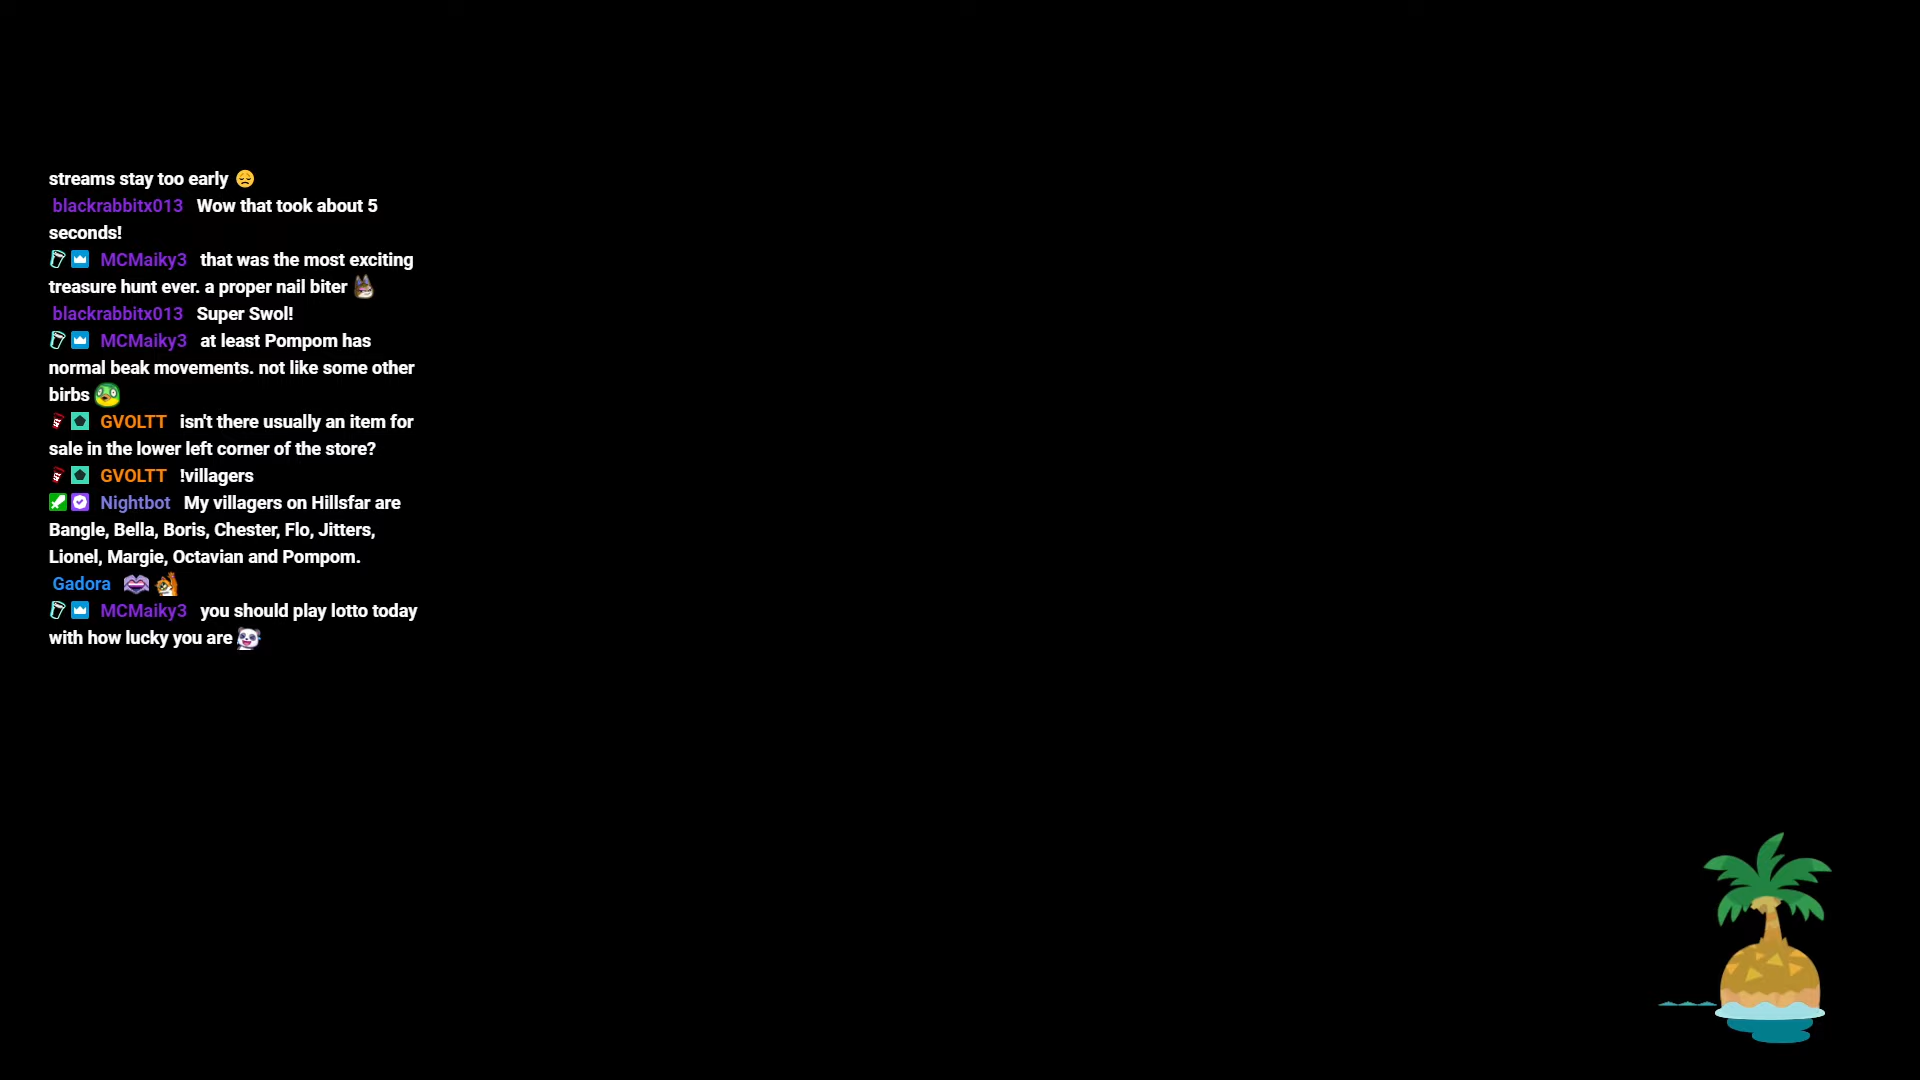 streams stay too early 😞
blackrabbitx013 Wow that took about 5
seconds!
MCMaiky3 that was the most exciting
treasure hunt ever. a proper nail biter
blackrabbitx013 Super Swol!
MCMaiky3 at least Pompom has
normal beak movements. not like some other
birbs
GVOLTT isn't there usually an item for
sale in the lower left corner of the store?
GVOLTT !villagers
Nightbot My villagers on Hillsfar are
Bangle, Bella, Boris, Chester, Flo, Jitters,
Lionel, Margie, Octavian and Pompom.
Gadora
MCMaiky3 you should play lotto today
with how lucky you are